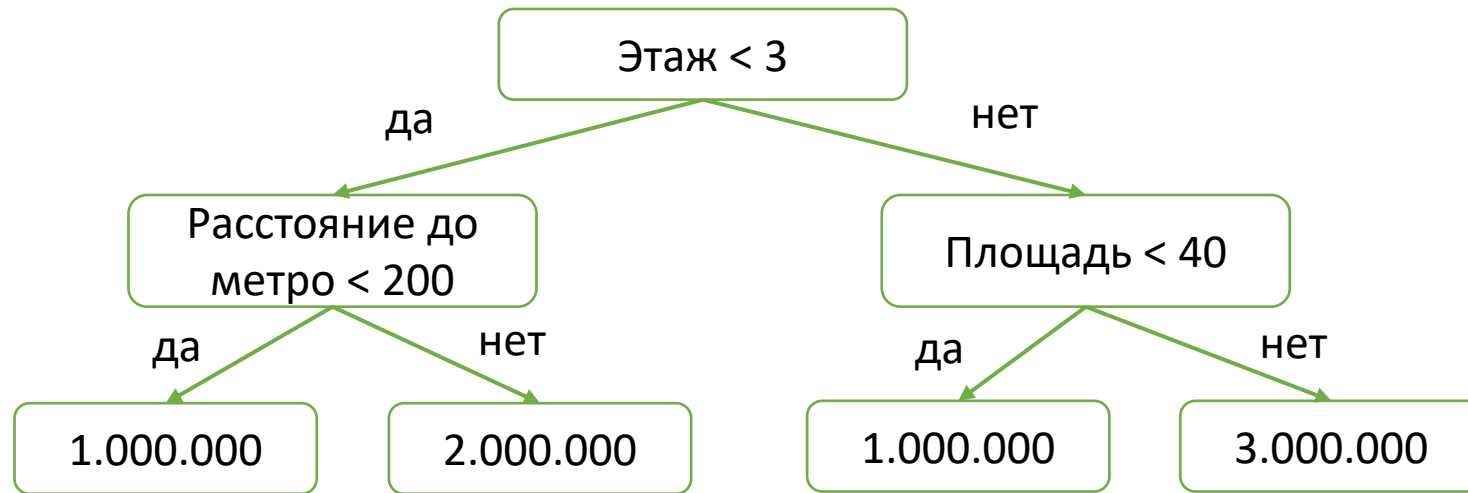 Этаж < 3
да
нет
Расстояние до
метро < 200
Площадь < 40
да
нет
да
нет
1.000.000
2.000.000
1.000.000
3.000.000